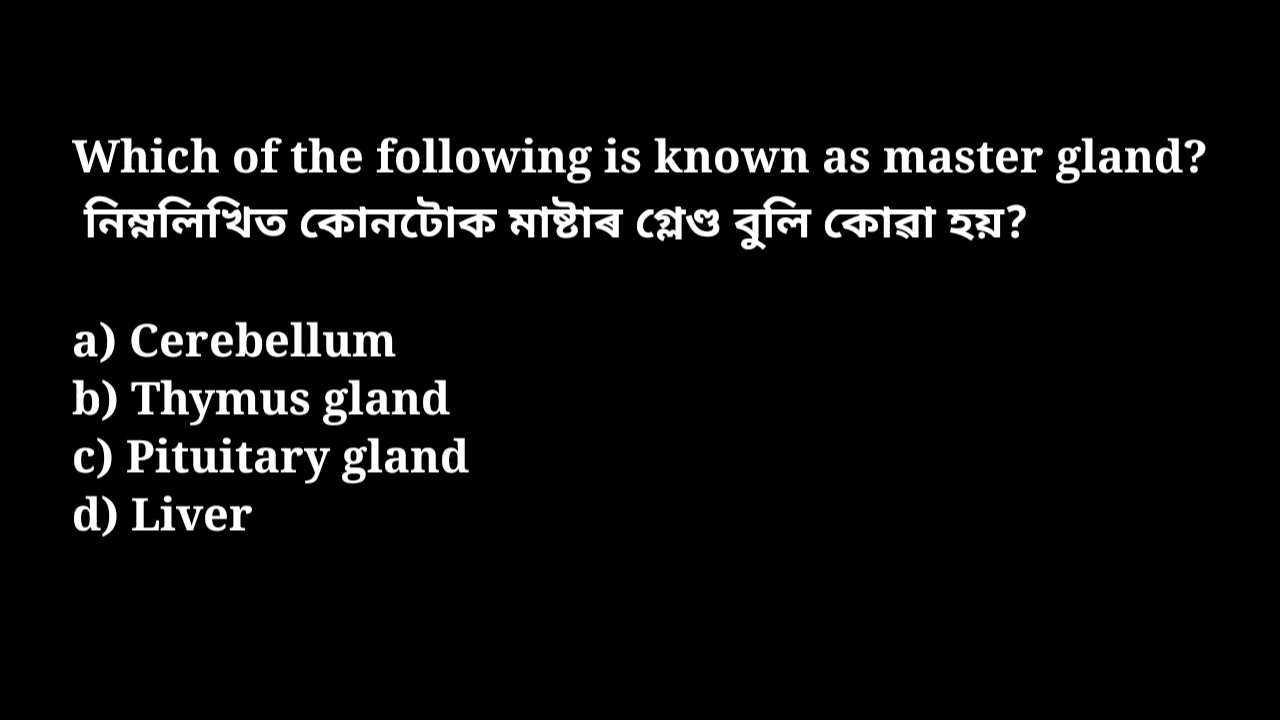 Which of the following is known as master gland?
নিম্নলিখিত কোনটোক মাষ্টাৰ গ্লেণ্ড বুলি কোৱা হয়?
a) Cerebellum
b) Thymus gland
c) Pituitary gland
d) Liver